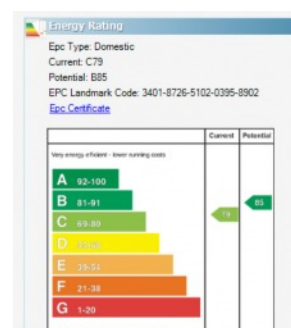 Energy Rating
Epc Type: Domestic
Current: C79
Potential: B85
EPC Landmark Code: 3401-8726-5102-0395-8902
Epc Certificate
Current Potential
Very energy efficient - lower running costs
A 92-100
B 81-91
85
C 69-80
79
D
E 39-54
F 21-38
G 1-20